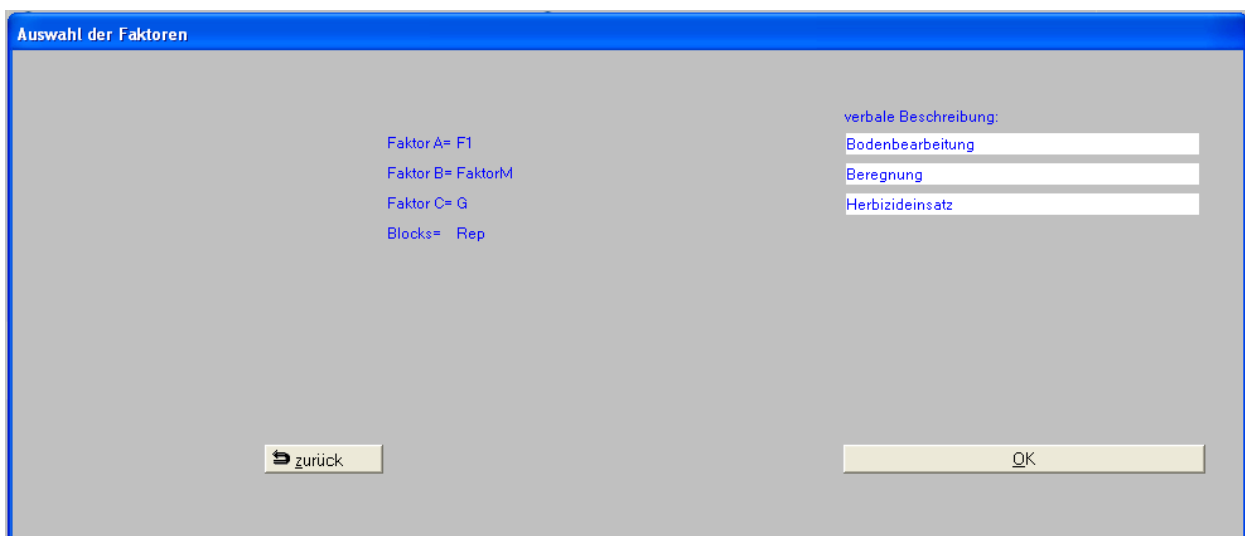 Auswahl der Faktoren
verbale Beschreibung:
Faktor A= F1 Bodenbearbeitung
Faktor B= FaktorM Beregnung
Faktor C= G Herbizideinsatz
Blocks= Rep
zurück OK